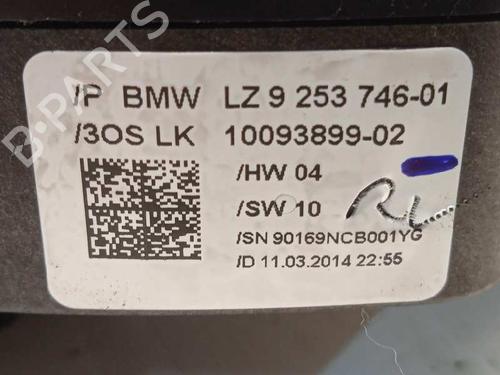 B-PARTS
/P BMW LZ 9 253 746-01
/3OS LK 10093899-02
/HW 04
/SW 10
/SN 90169NCB001YG
/D 11.03.2014 22:55